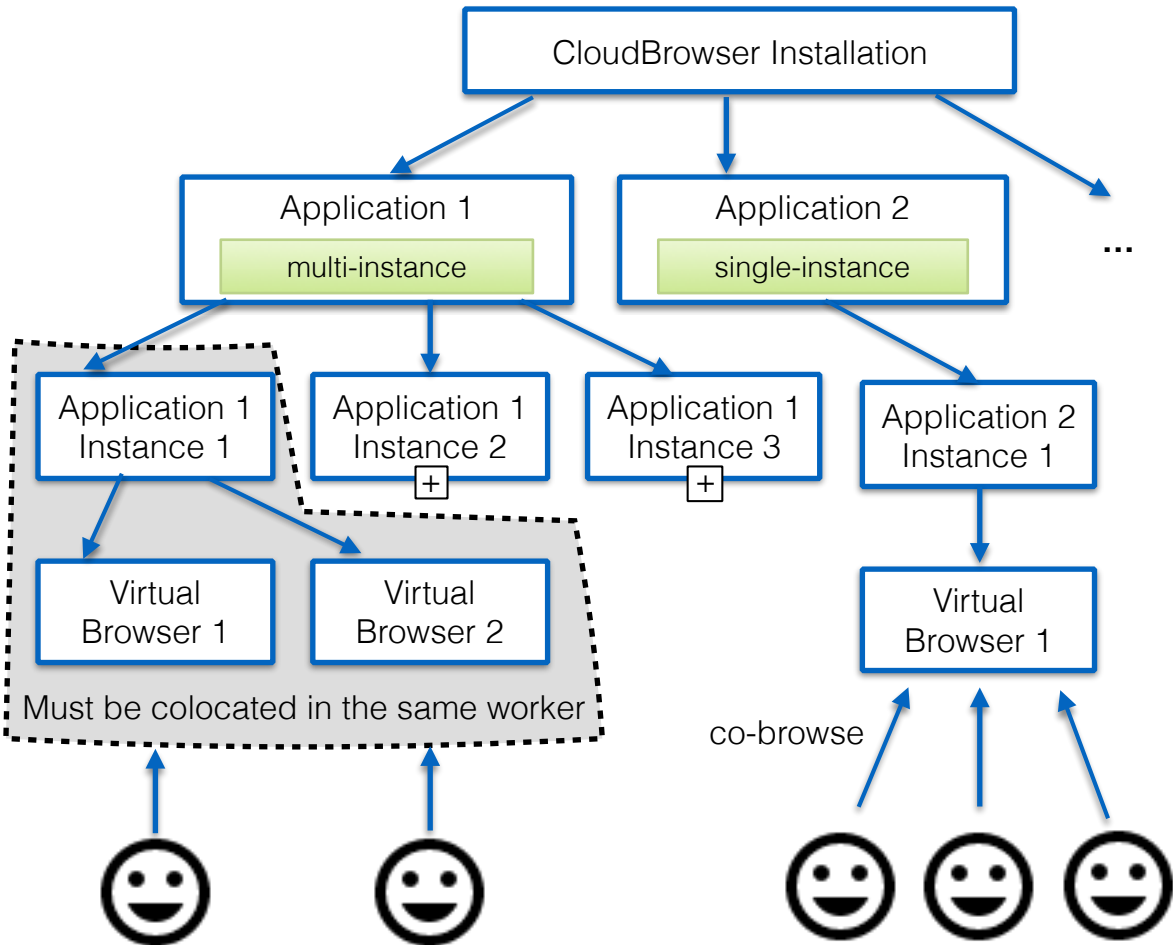 CloudBrowser Installation
Application 1
multi-instance
Application 2
single-instance
...
Application 1
Instance 1
Application 1
Instance 2
+
Application 1
Instance 3
+
Application 2
Instance 1
Virtual
Browser 1
Virtual
Browser 2
Virtual
Browser 1
Must be colocated in the same worker
co-browse